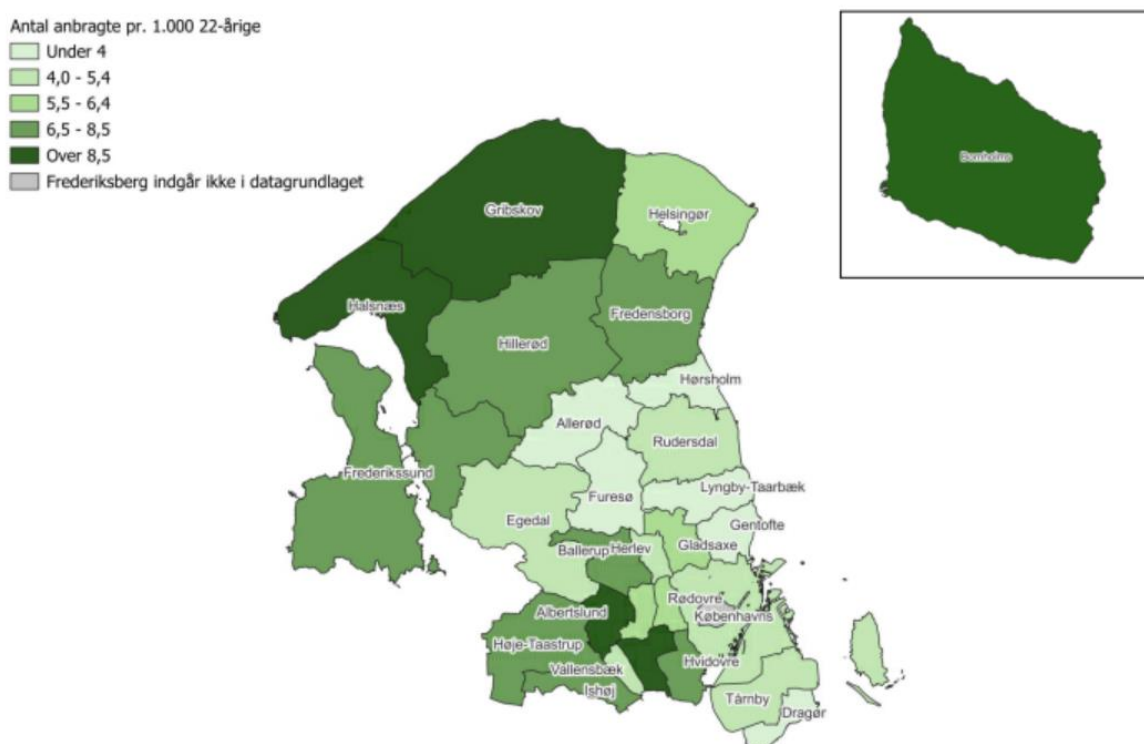 Antal anbragte pr. 1.000 22-årige
Under 4
4,0 - 5,4
5,5 - 6,4
6,5 - 8,5
Over 8,5
Frederiksberg indgår ikke i datagrundlaget
Bornholms
Gribskov
Helsingør
Halsnæs
Hillerød
Fredensborg
Hørsholm
Allerød
Rudersdal
Frederikssund
Furesø
Lyngby-Taarbæk
Egedal
Gentofte
Ballerup
Herlev
Gladsaxe
Rødovre
Albertslund
Københavns
Høje-Taastrup
Vallensbæk
Hvidovre
Ishøj
Tårnby
Dragør